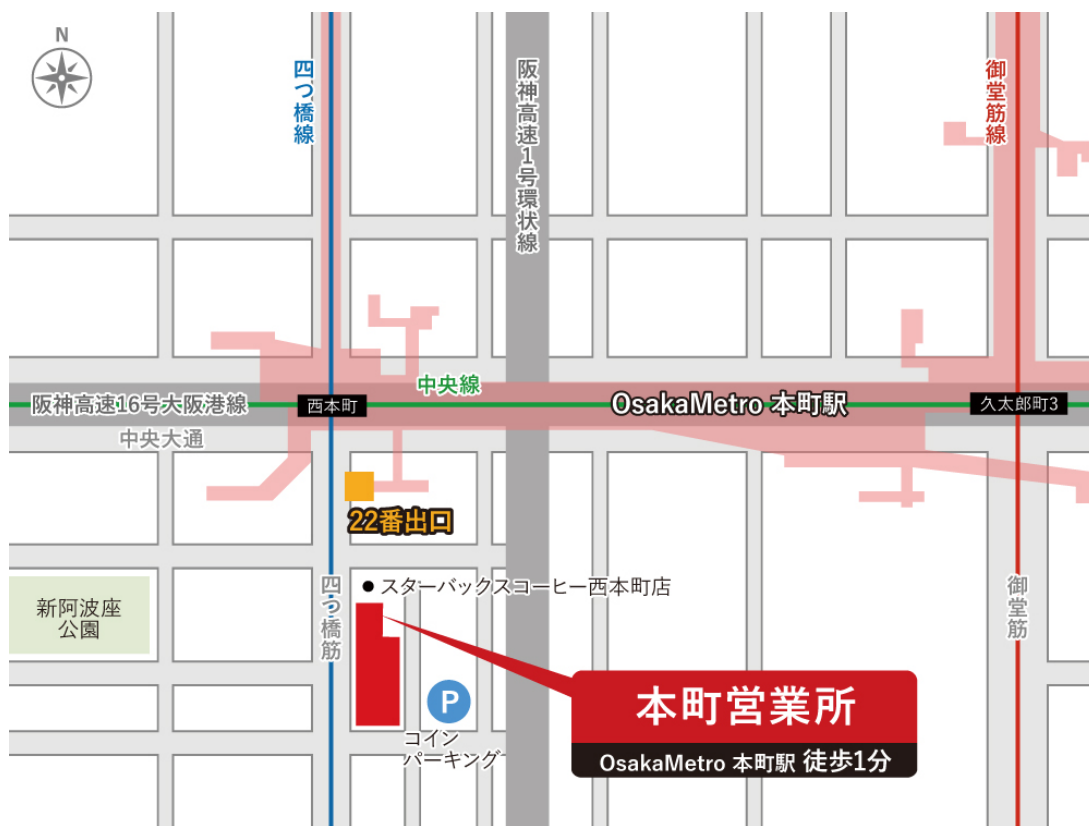 N
四つ橋線
阪神高速1号環状線
御堂筋線
中央線
阪神高速16号大阪港線
西本町
OsakaMetro 本町駅
久太郎町3
中央大通
22番出口
スターバックスコーヒー西本町店
新阿波座
公園
四つ橋筋
御堂筋
P
コイン
パーキング
本町営業所
OsakaMetro 本町駅 徒歩1分